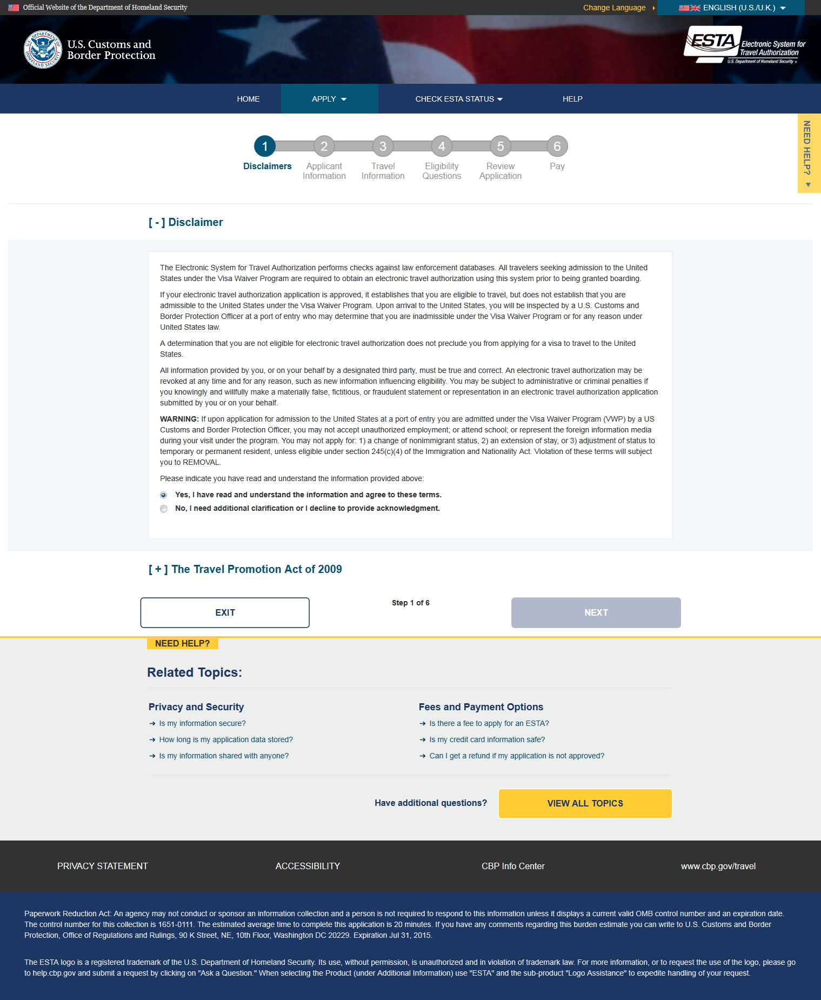 Official Website of the Department of Homeland Security
Change Language
ENGLISH (U.S./U.K.)
U.S. Customs and
Border Protection
ESTA
Electronic System for
Travel Authorization
U.S. Department of Homeland Security ®
HOME
APPLY
CHECK ESTA STATUS
HELP
NEED HELP?
1
2
3
4
5
6
Disclaimers
Applicant
Information
Travel
Information
Eligibility
Questions
Review
Application
Pay
[ - ] Disclaimer
The Electronic System for Travel Authorization performs checks against law enforcement databases. All travelers seeking admission to the United
States under the Visa Waiver Program are required to obtain an electronic travel authorization using this system prior to being granted boarding.
If your electronic travel authorization application is approved, it establishes that you are eligible to travel, but does not establish that you are
admissible to the United States under the Visa Waiver Program. Upon arrival to the United States, you will be inspected by a U.S. Customs and
Border Protection Officer at a port of entry who may determine that you are inadmissible under the Visa Waiver Program or for any reason under
United States law.
A determination that you are not eligible for electronic travel authorization does not preclude you from applying for a visa to travel to the United
States.
All information provided by you, or on your behalf by a designated third party, must be true and correct. An electronic travel authorization may be
revoked at any time and for any reason, such as new information influencing eligibility. You may be subject to administrative or criminal penalties if
you knowingly and willfully make a materially false, fictitious, or fraudulent statement or representation in an electronic travel authorization application
submitted by you or on your behalf.
WARNING: If upon application for admission to the United States at a port of entry you are admitted under the Visa Waiver Program (VWP) by a US
Customs and Border Protection Officer, you may not accept unauthorized employment; or attend school; or represent the foreign information media
during your visit under the program. You may not apply for: 1) a change of nonimmigrant status, 2) an extension of stay, or 3) adjustment of status to
temporary or permanent resident, unless eligible under section 245(c)(4) of the Immigration and Nationality Act. Violation of these terms will subject
you to REMOVAL.
Please indicate you have read and understand the information provided above:
Yes, I have read and understand the information and agree to these terms.
No, I need additional clarification or I decline to provide acknowledgment.
[ + ] The Travel Promotion Act of 2009
EXIT
Step 1 of 6
NEXT
NEED HELP?
Related Topics:
Privacy and Security
Is my information secure?
How long is my application data stored?
Is my information shared with anyone?
Fees and Payment Options
Is there a fee to apply for an ESTA?
Is my credit card information safe?
Can I get a refund if my application is not approved?
Have additional questions?
VIEW ALL TOPICS
PRIVACY STATEMENT
ACCESSIBILITY
CBP Info Center
www.cbp.gov/travel
Paperwork Reduction Act: An agency may not conduct or sponsor an information collection and a person is not required to respond to this information unless it displays a current valid OMB control number and an expiration date.
The control number for this collection is 1651-0111. The estimated average time to complete this application is 20 minutes. If you have any comments regarding this burden estimate you can write to U.S. Customs and Border
Protection, Office of Regulations and Rulings, 90 K Street, NE, 10th Floor, Washington DC 20229. Expiration Jul 31, 2015.
The ESTA logo is a registered trademark of the U.S. Department of Homeland Security. Its use, without permission, is unauthorized and in violation of trademark law. For more information, or to request the use of the logo, please go
to help.cbp.gov and submit a request by clicking on "Ask a Question." When selecting the Product (under Additional Information) use "ESTA" and the sub-product "Logo Assistance" to expedite handling of your request.